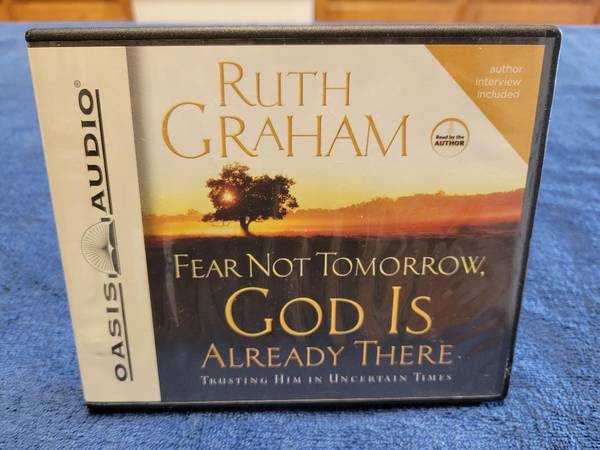 OASIS AUDIO®
RUTH
GRAHAM
author
interview
included
Read by the
AUTHOR
FEAR NOT TOMORROW,
GOD IS
ALREADY THERE
TRUSTING HIM IN UNCERTAIN TIMES